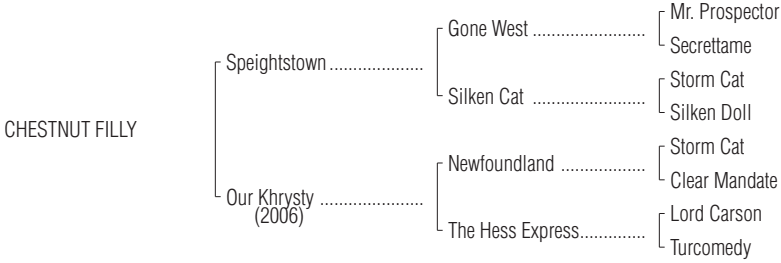 Mr. Prospector
Gone West ........................
Secrettame
Speightstown ....................
Storm Cat
Silken Cat ........................
Silken Doll
CHESTNUT FILLY
Storm Cat
Newfoundland ..................
Clear Mandate
Our Khrysty ......................
(2006)
Lord Carson
The Hess Express..............
Turcomedy